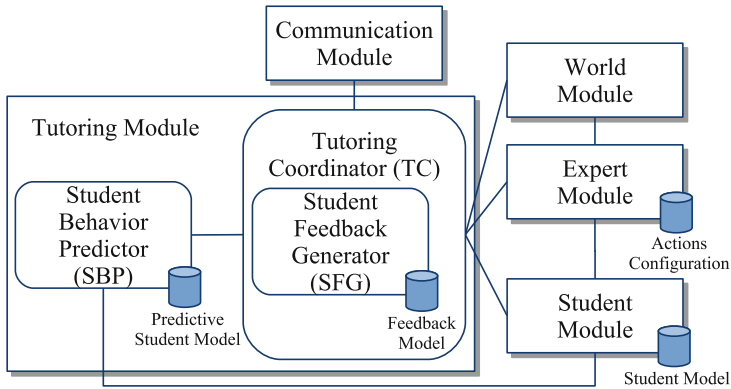 Communication
Module
Tutoring Module
Tutoring
Coordinator (TC)
Student
Behavior
Predictor
(SBP)
Predictive
Student Model
Student
Feedback
Generator
(SFG)
Feedback
Model
World
Module
Expert
Module
Actions
Configuration
Student
Module
Student Model